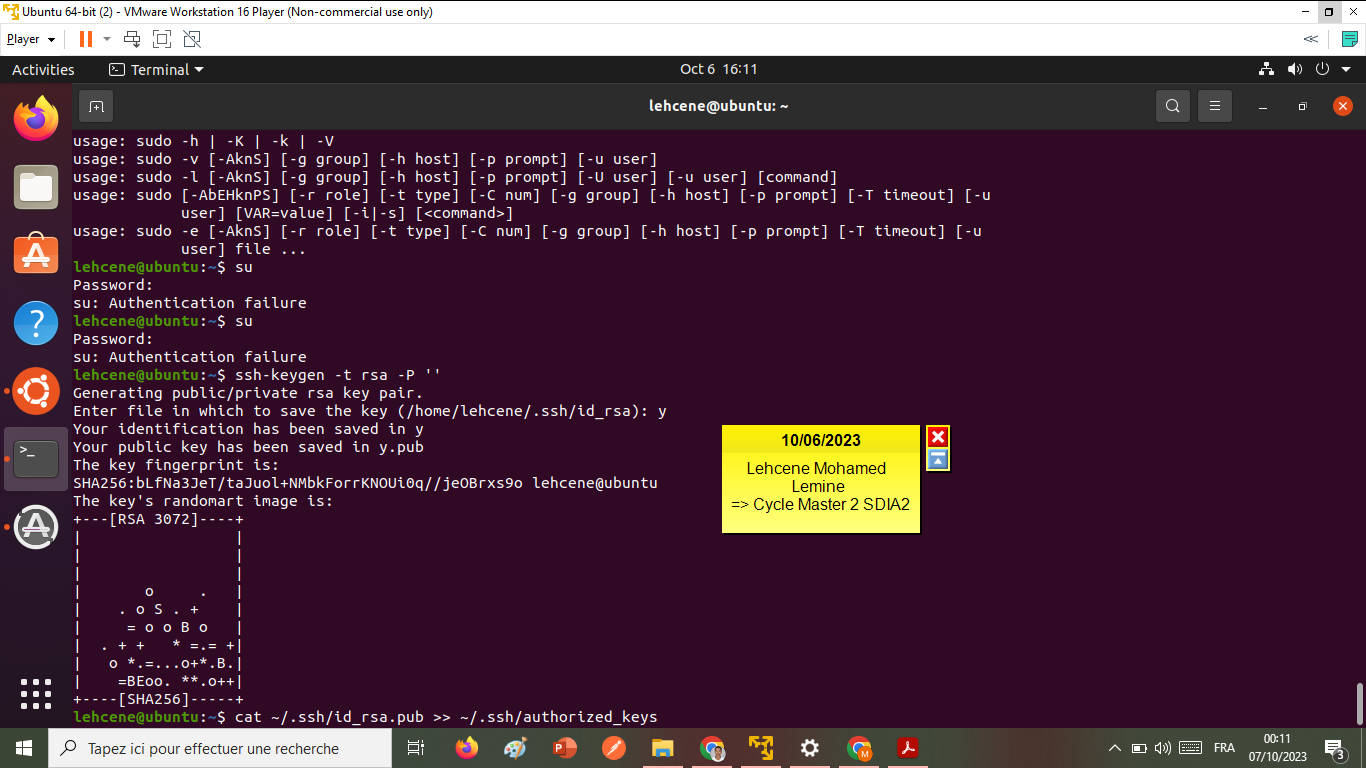 Ubuntu 64-bit (2) - VMware Workstation 16 Player (Non-commercial use only)
Player
Activities
Terminal
Oct 6 16:11
lehcene@ubuntu: ~
usage: sudo -h | -K | -k | -V
usage: sudo -v [-AknS] [-g group] [-h host] [-p prompt] [-u user]
usage: sudo -l [-AknS] [-g group] [-h host] [-p prompt] [-U user] [-u user] [command]
usage: sudo [-AbEHknPS] [-r role] [-t type] [-C num] [-g group] [-h host] [-p prompt] [-T timeout] [-u
            user] [VAR=value] [-i|-s] [<command>]
usage: sudo -e [-AknS] [-r role] [-t type] [-C num] [-g group] [-h host] [-p prompt] [-T timeout] [-u
            user] file ...
lehcene@ubuntu:~$ su
Password:
su: Authentication failure
lehcene@ubuntu:~$ su
Password:
su: Authentication failure
lehcene@ubuntu:~$ ssh-keygen -t rsa -P ''
Generating public/private rsa key pair.
Enter file in which to save the key (/home/lehcene/.ssh/id_rsa): y
Your identification has been saved in y
Your public key has been saved in y.pub
The key fingerprint is:
SHA256:bLfNa3JeT/taJuol+NMbkForrKNOUi0q//jeOBrxs9o lehcene@ubuntu
The key's randomart image is:
+---[RSA 3072]----+
|                 |
|                 |
|                 |
|       o     .   |
|    . o S . +    |
|     = o o B o   |
|  . + +   * =.= +|
|   o *.=...o+*.B.|
|    =BEoo. **.o++|
+----[SHA256]-----+
lehcene@ubuntu:~$ cat ~/.ssh/id_rsa.pub >> ~/.ssh/authorized_keys
10/06/2023
Lehcene Mohamed
Lemine
=> Cycle Master 2 SDIA2
Tapez ici pour effectuer une recherche
FRA
00:11
07/10/2023
3